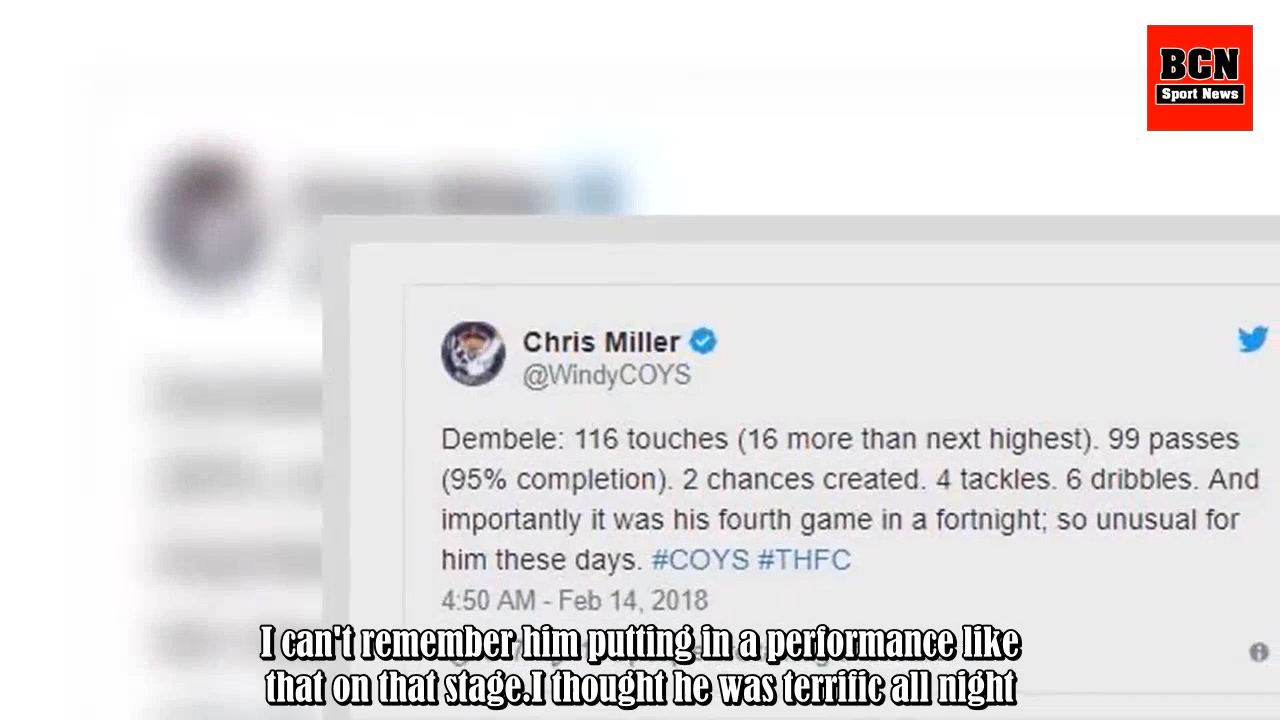 BCN
Sport News
Chris Miller
@WindyCOYS
Dembele: 116 touches (16 more than next highest). 99 passes
(95% completion). 2 chances created. 4 tackles. 6 dribbles. And
importantly it was his fourth game in a fortnight; so unusual for
him these days. #COYS #THFC
4:50 AM - Feb 14, 2018
I can't remember him putting in a performance like
that on that stage.I thought he was terrific all night